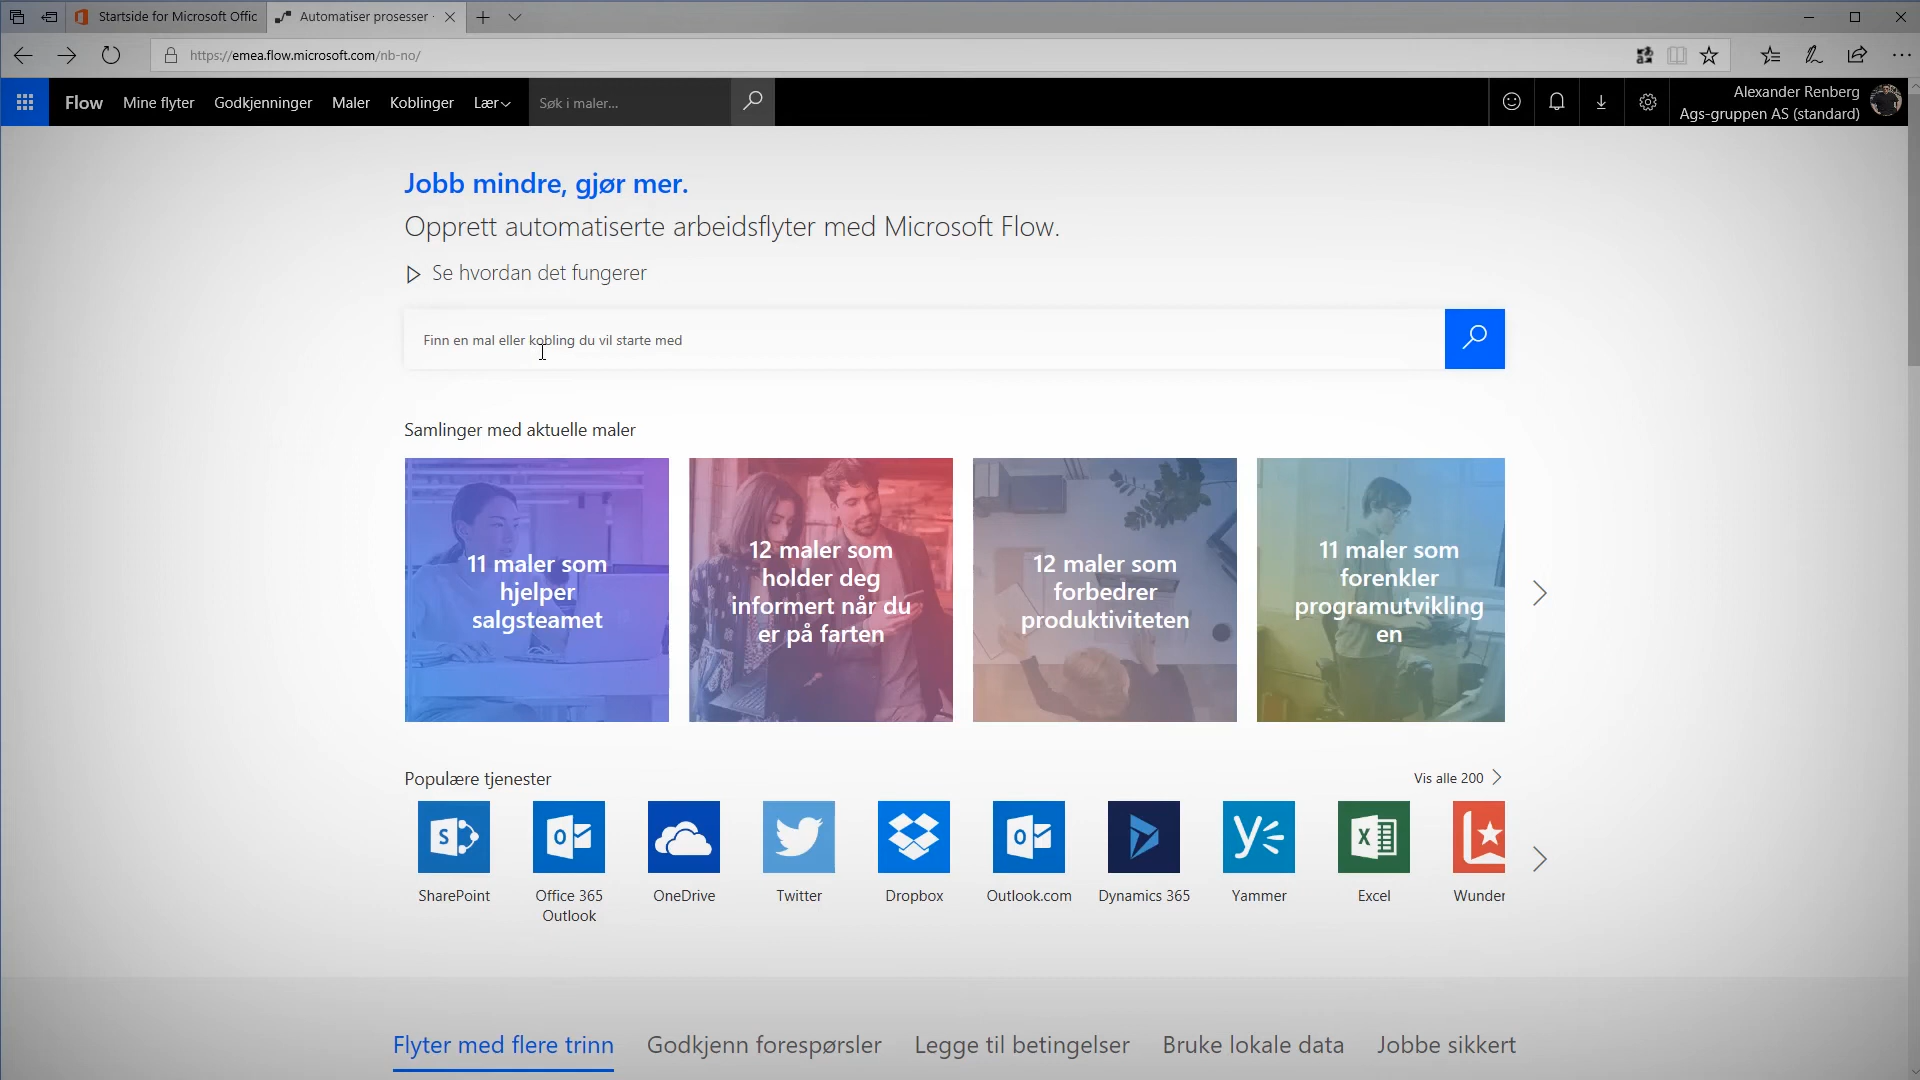 Startside for Microsoft Offic
Automatiser prosesser
https://emea.flow.microsoft.com/nb-no/
Flow
Mine flyter
Godkjenninger
Maler
Koblinger
Lær
Søk i maler...
Alexander Renberg
Ags-gruppen AS (standard)
Jobb mindre, gjør mer.
Opprett automatiserte arbeidsflyter med Microsoft Flow.
Se hvordan det fungerer
Finn en mal eller kobling du vil starte med
Samlinger med aktuelle maler
11 maler som
hjelper
salgsteamet
12 maler som
holder deg
informert når du
er på farten
12 maler som
forbedrer
produktiviteten
11 maler som
forenkler
programutvikling
en
Populære tjenester
Vis alle 200
SharePoint
Office 365
Outlook
OneDrive
Twitter
Dropbox
Outlook.com
Dynamics 365
Yammer
Excel
Wunder
Flyter med flere trinn
Godkjenn forespørsler
Legge til betingelser
Bruke lokale data
Jobbe sikkert